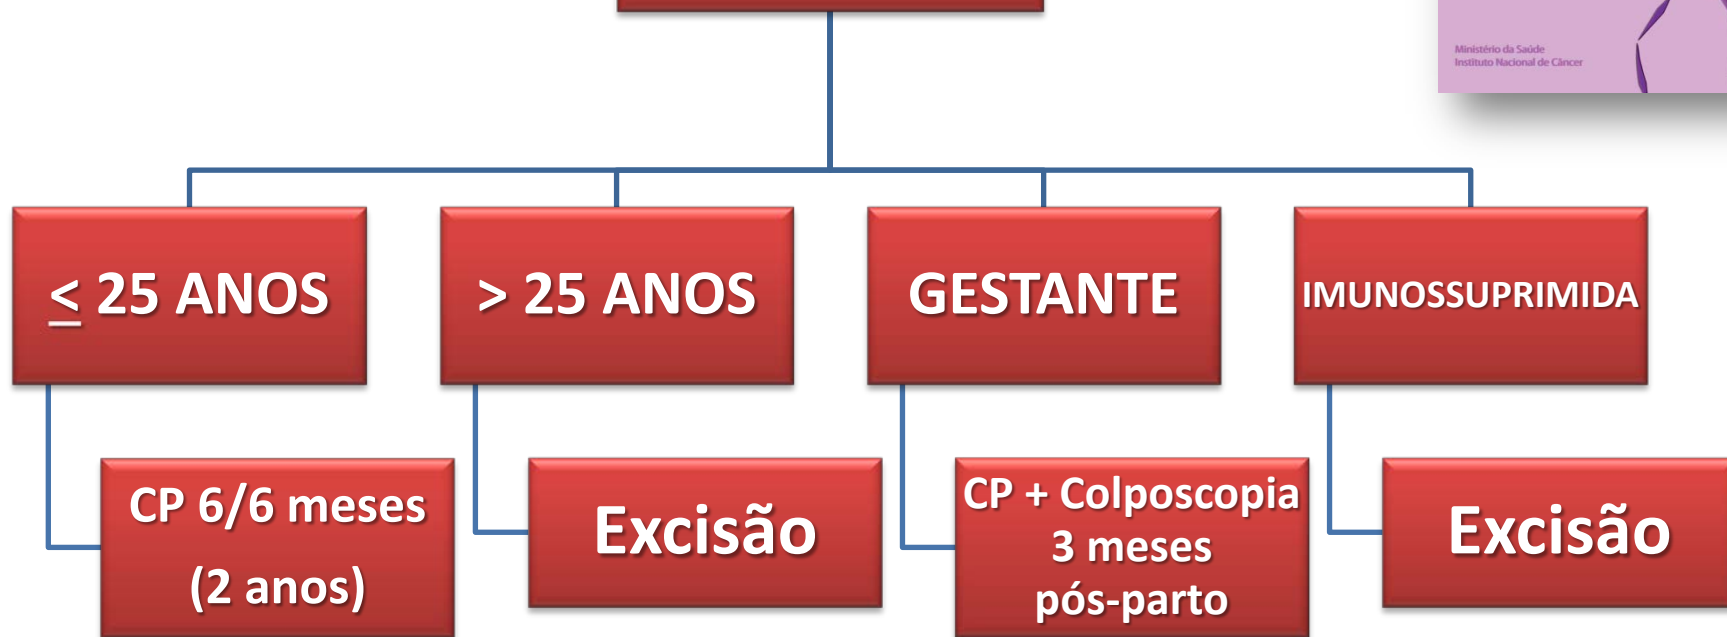 Ministério da Saúde
Instituto Nacional de Câncer
≤ 25 ANOS
> 25 ANOS
GESTANTE
IMUNOSSUPRIMIDA
CP 6/6 meses
(2 anos)
Excisão
CP + Colposcopia
3 meses
pós-parto
Excisão